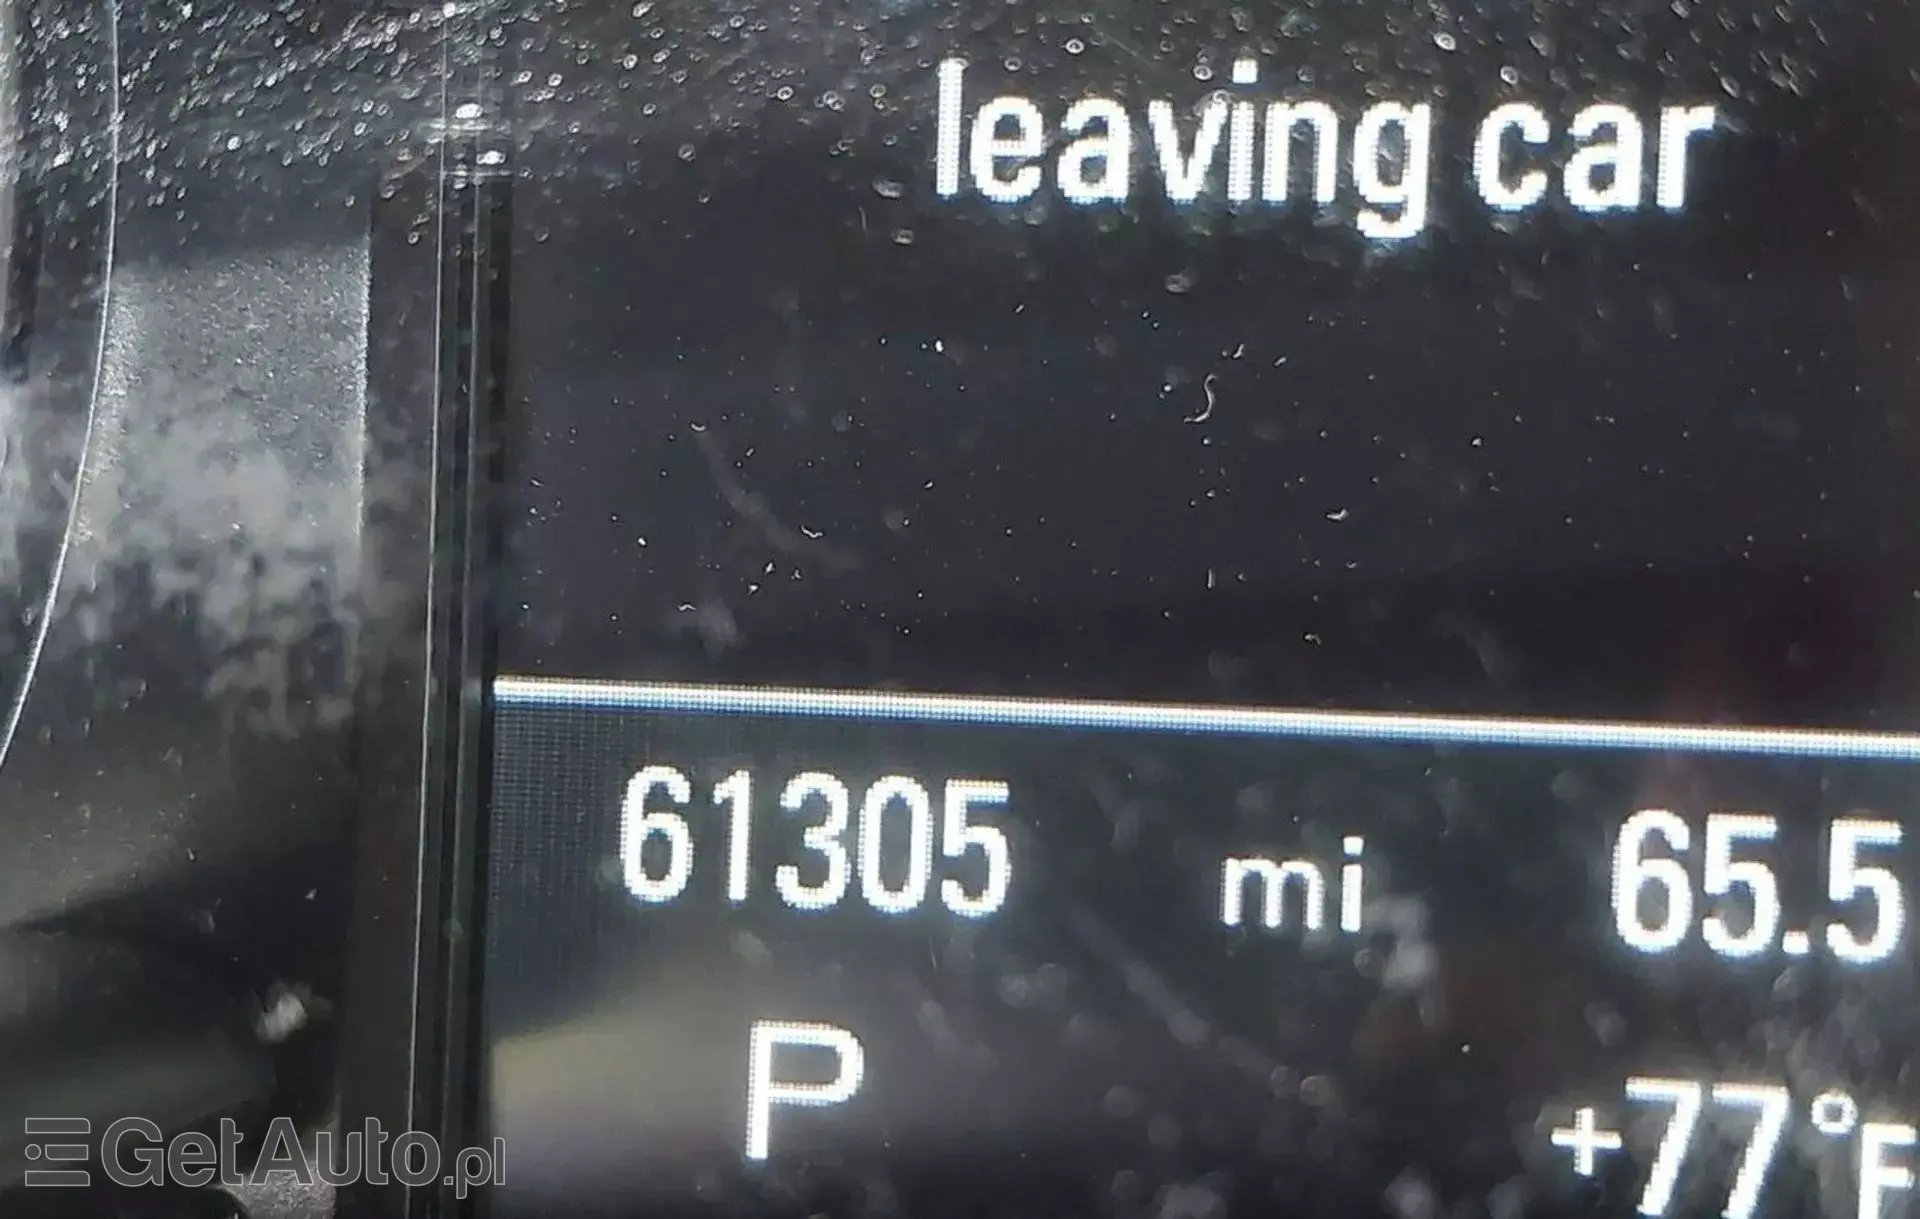 leaving car
61305 mi 65.5
P +77°F
GetAuto.pl